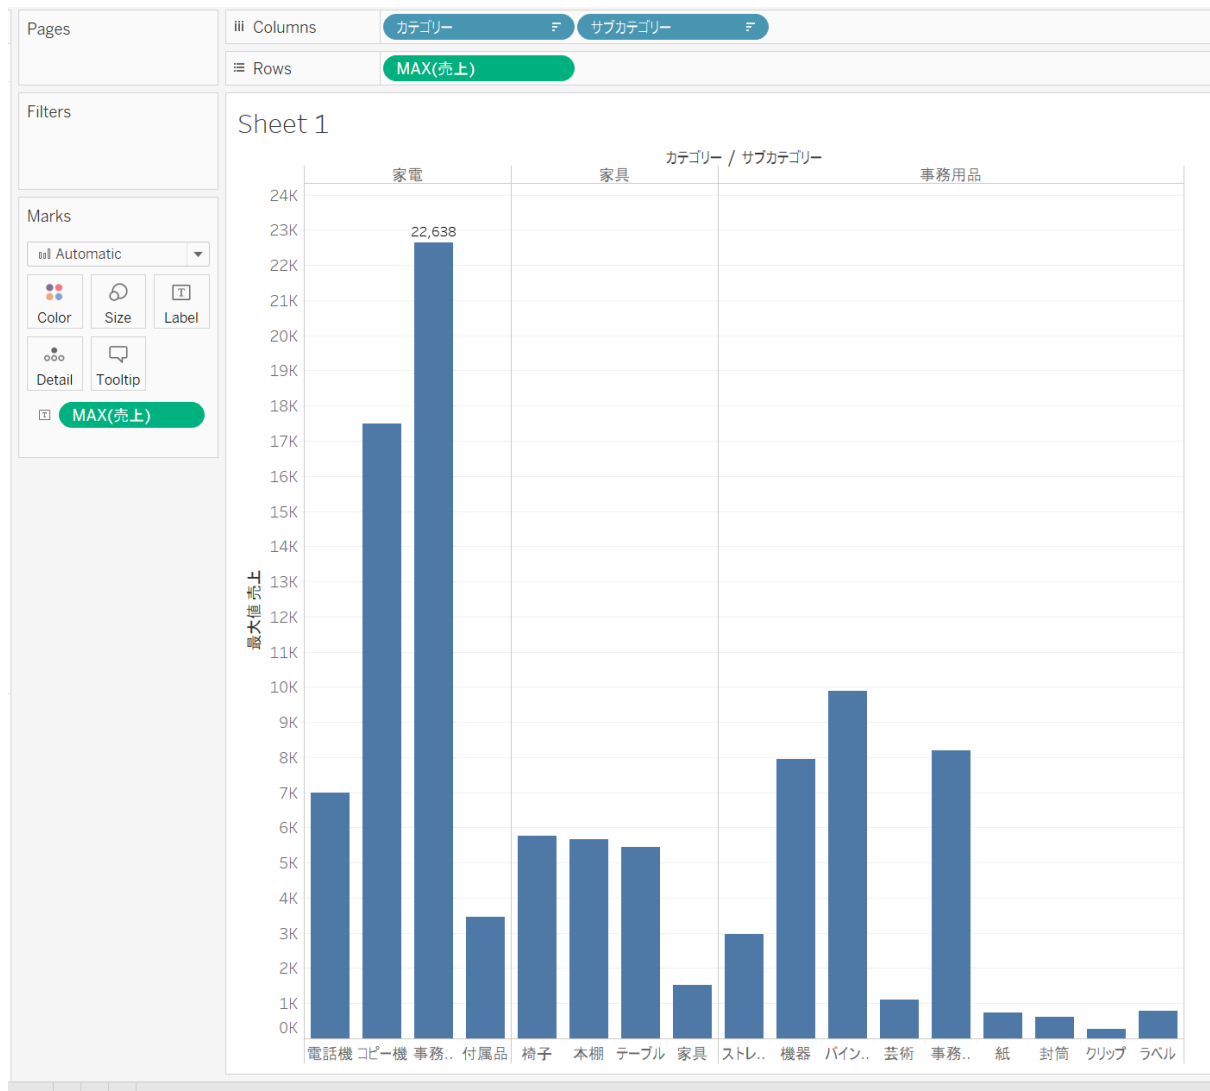 Pages
Columns
カテゴリー
サブカテゴリー
Rows
MAX(売上)
Filters
Marks
Automatic
Color
Size
Label
Detail
Tooltip
MAX(売上)
Sheet 1
カテゴリー / サブカテゴリー
家電 家具 事務用品
24K
23K
22K
21K
20K
19K
18K
17K
16K
15K
14K
13K
12K
11K
10K
9K
8K
7K
6K
5K
4K
3K
2K
1K
0K
最大値 売上
22,638
電話機 コピー機 事務.. 付属品 椅子 本棚 テーブル 家具 ストレ.. 機器 バイン.. 芸術 事務.. 紙 封筒 クリップ ラベル